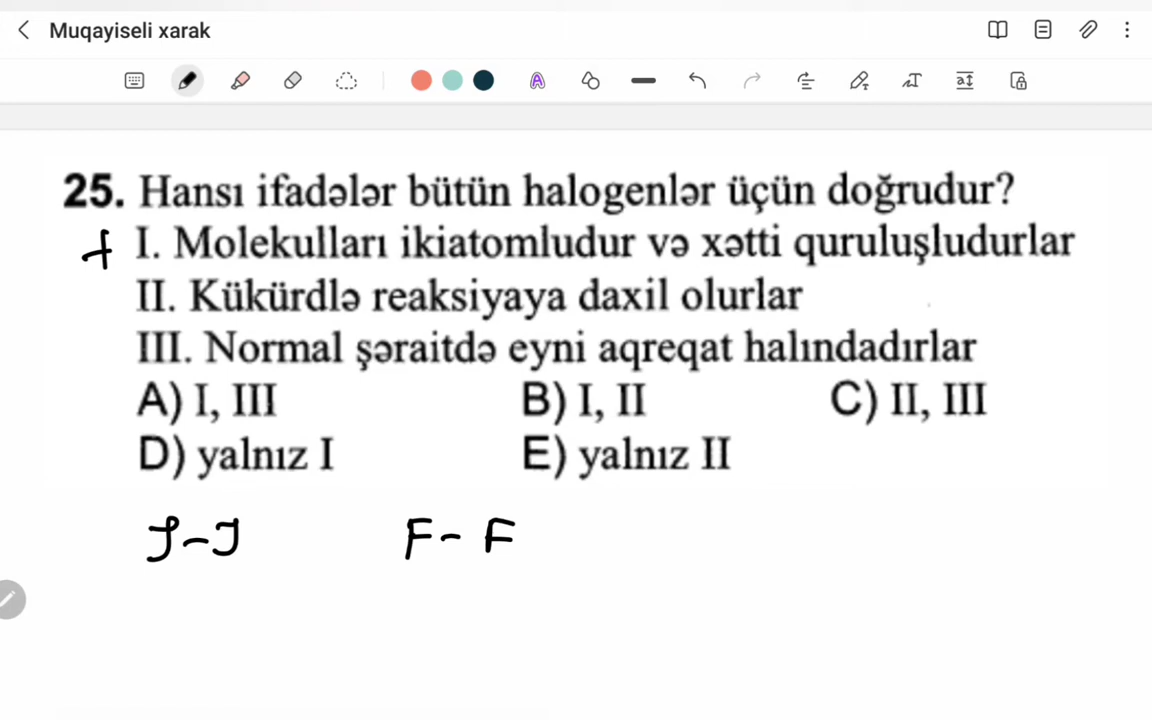 Muqayiseli xarak
25. Hansı ifadələr bütün halogenlər üçün doğrudur?
+ I. Molekulları ikiatomludur və xətti quruluşludurlar
II. Kükürdlə reaksiyaya daxil olurlar
III. Normal şəraitdə eyni aqreqat halındadırlar
A) I, III B) I, II C) II, III
D) yalnız I E) yalnız II
J-J F-F